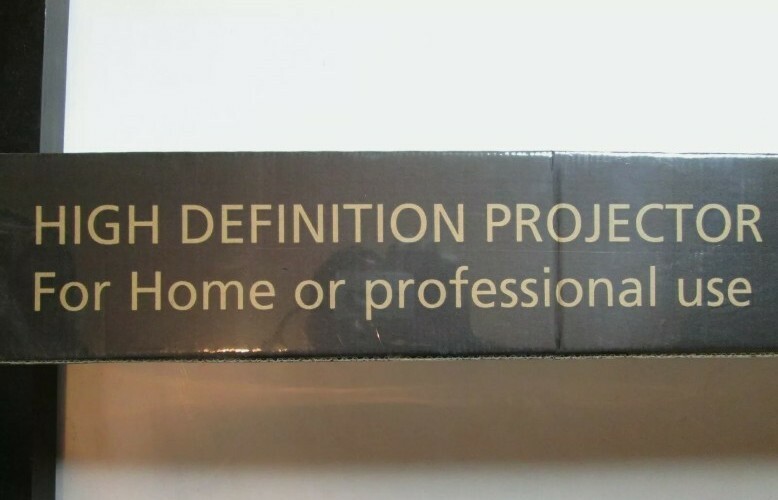 HIGH DEFINITION PROJECTOR
For Home or professional use